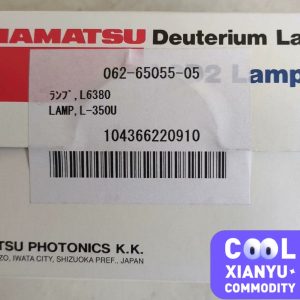 HAMATSU Deuterium La
D2 Lamp
062-65055-05
ランプ,L6380
LAMP,L-350U
104366220910
TSU PHOTONICS K.K.
ZO, IWATA CITY, SHIZUOKA PREF., JAPAN
COOL
XIANYU
COMMODITY